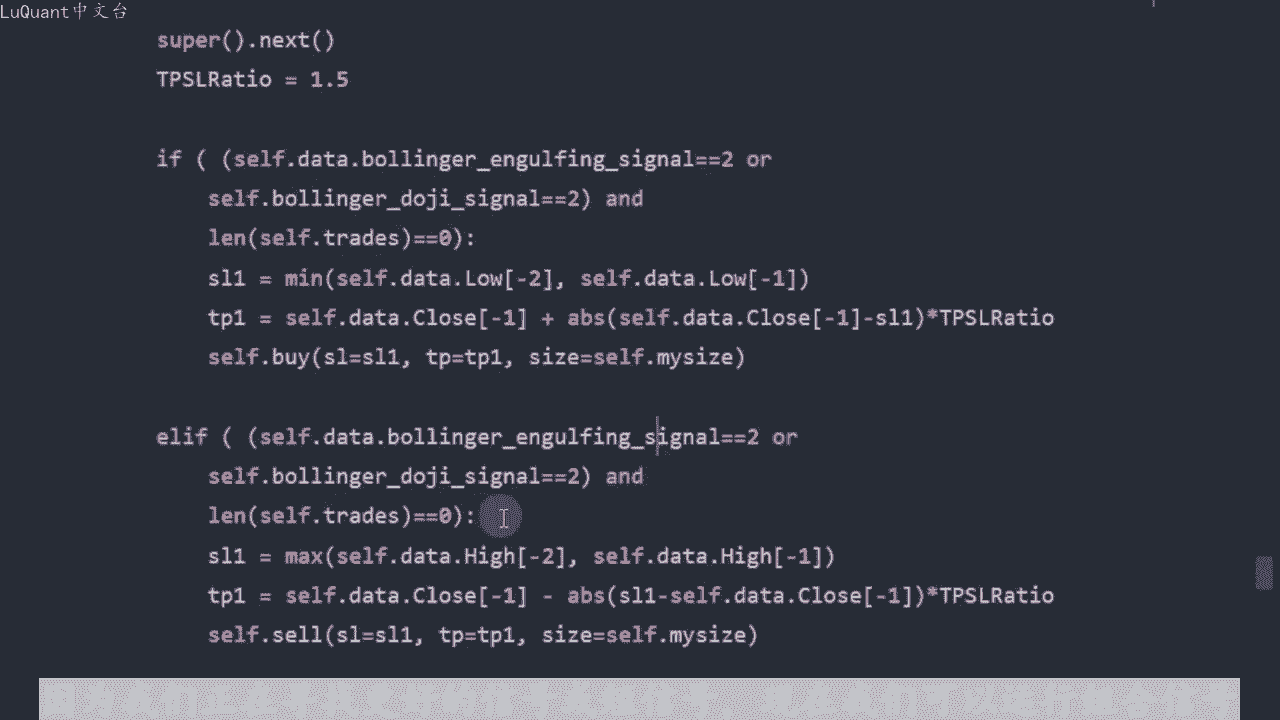 LuQuant中文台
super().next()
TPSLRatio = 1.5
if ( (self.data.bollinger_engulfing_signal==2 or
self.bollinger_doji_signal==2) and
len(self.trades)==0):
sl1 = min(self.data.Low[-2], self.data.Low[-1])
tp1 = self.data.Close[-1] + abs(self.data.Close[-1]-sl1)*TPSLRatio
self.buy(sl=sl1, tp=tp1, size=self.mysize)
elif ( (self.data.bollinger_engulfing_signal==2 or
self.bollinger_doji_signal==2) and
len(self.trades)==0):
sl1 = max(self.data.High[-2], self.data.High[-1])
tp1 = self.data.Close[-1] - abs(sl1-self.data.Close[-1])*TPSLRatio
self.sell(sl=sl1, tp=tp1, size=self.mysize)